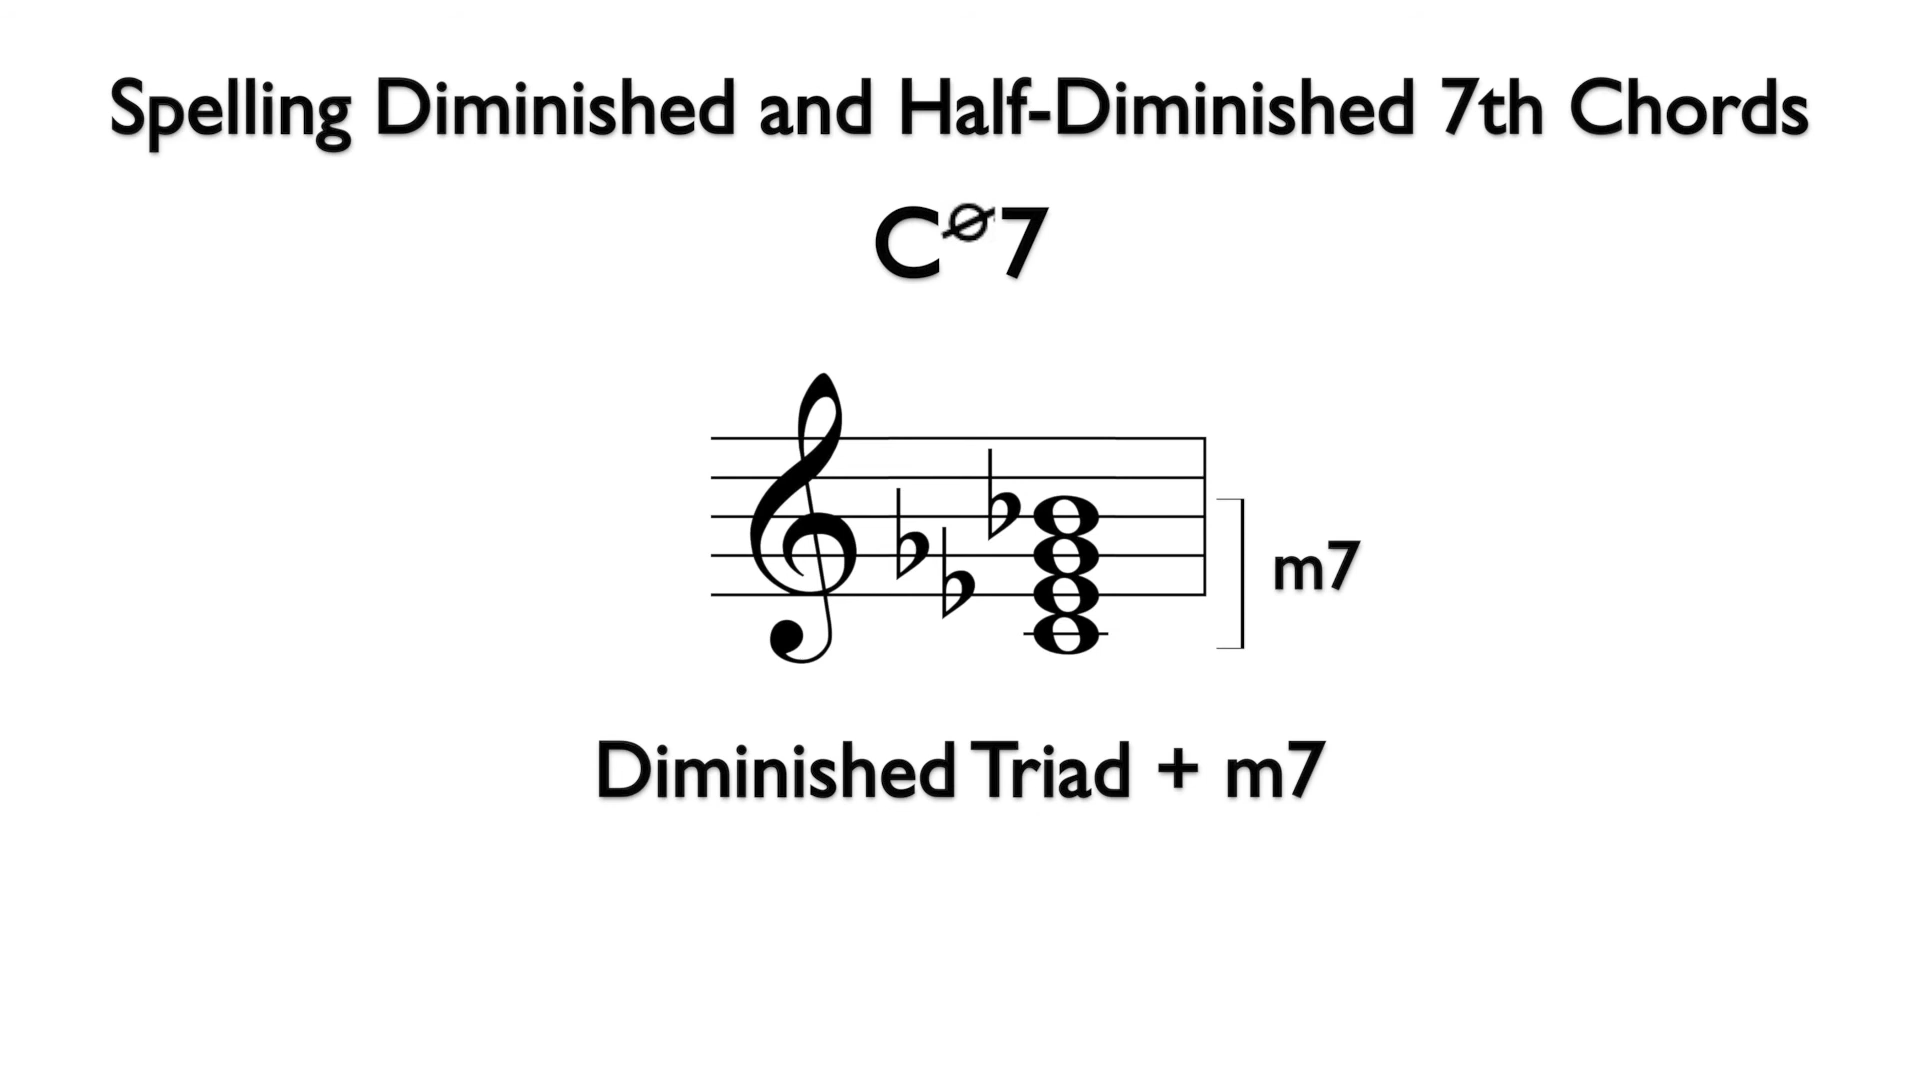 Spelling Diminished and Half-Diminished 7th Chords
Cø7
m7
Diminished Triad + m7